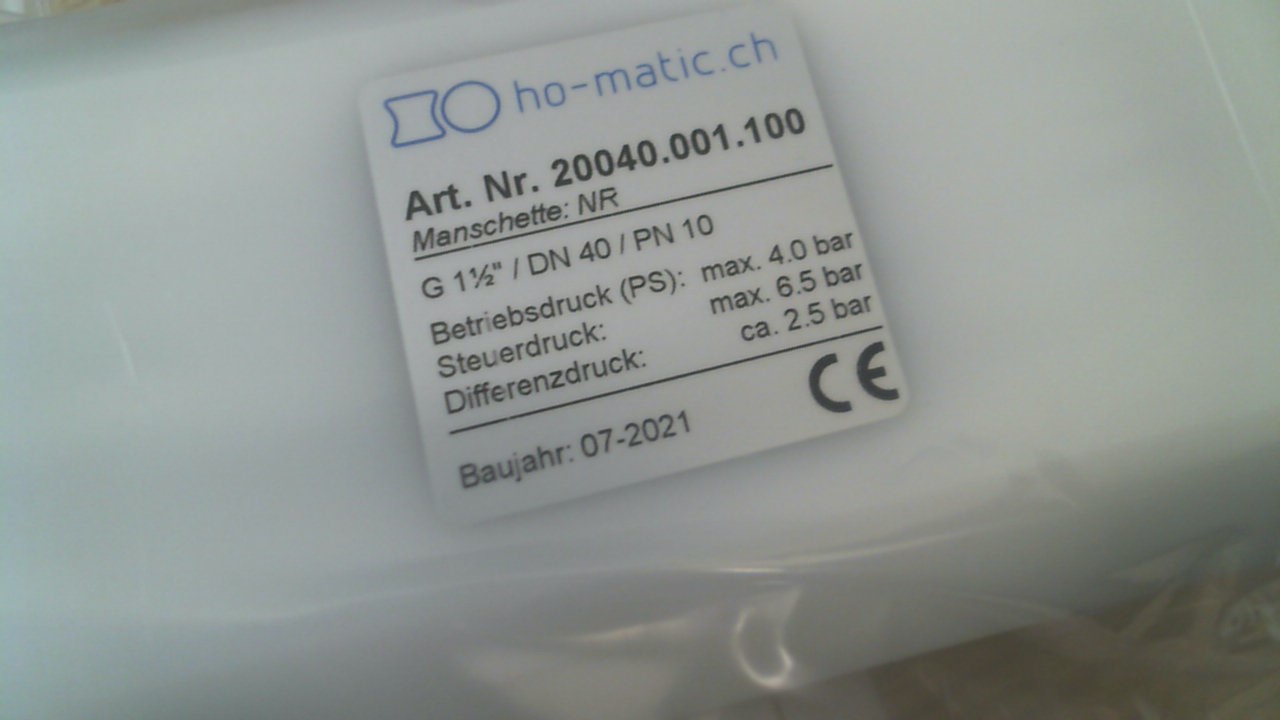 ho-matic.ch
Art. Nr. 20040.001.100
Manschette: NR
G 1½" / DN 40 / PN 10
Betriebsdruck (PS): max. 4.0 bar
Steuerdruck: max. 6.5 bar
Differenzdruck: ca. 2.5 bar
CE
Baujahr: 07-2021